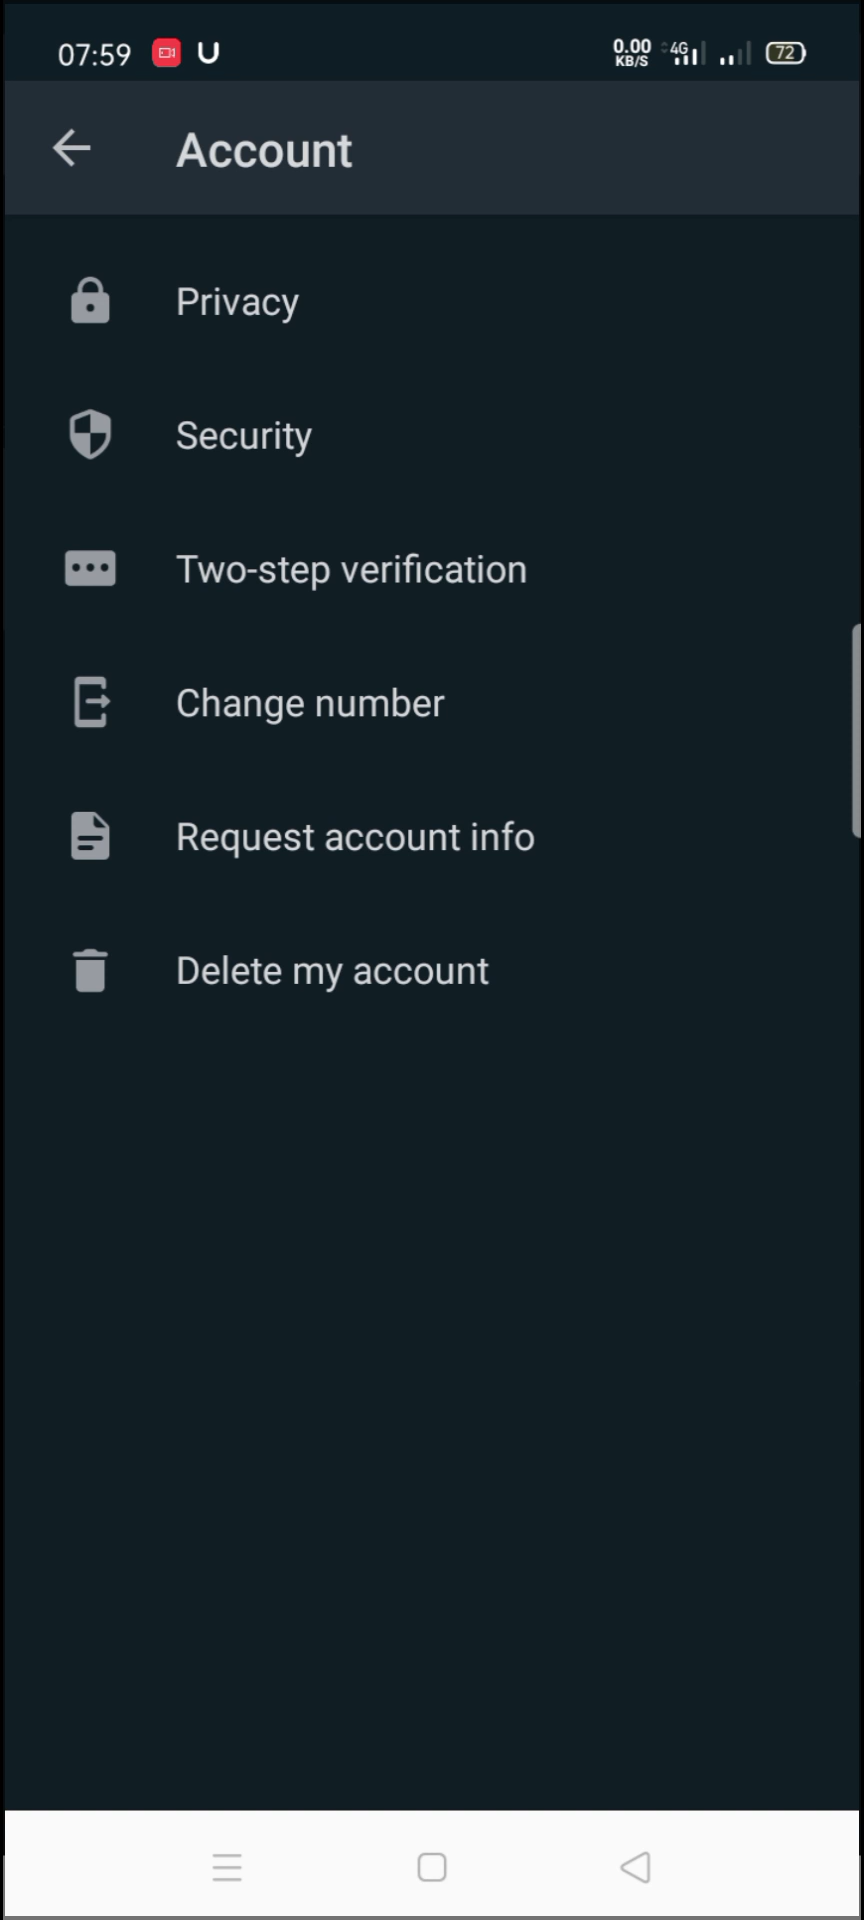 07:59 U 0.00 KB/S 4G 72
Account
Privacy
Security
Two-step verification
Change number
Request account info
Delete my account